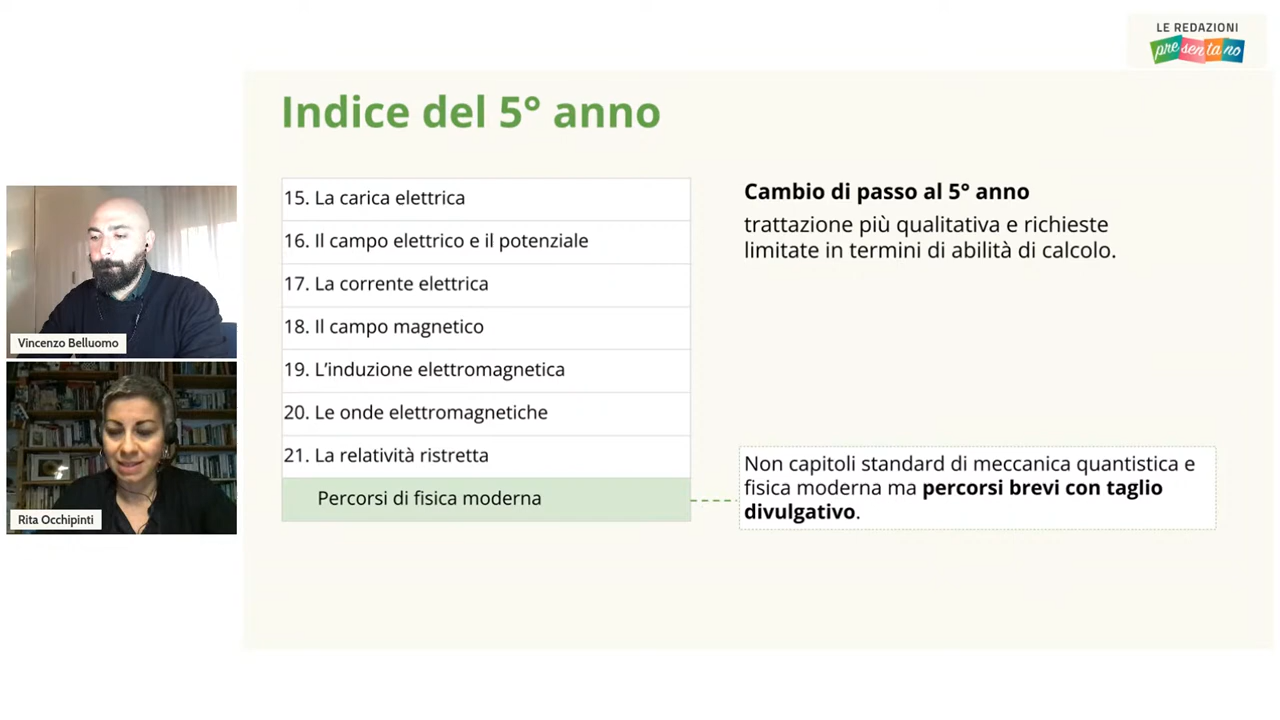 LE REDAZIONI
presentano
Indice del 5° anno
15. La carica elettrica
16. Il campo elettrico e il potenziale
17. La corrente elettrica
18. Il campo magnetico
19. L’induzione elettromagnetica
20. Le onde elettromagnetiche
21. La relatività ristretta
Percorsi di fisica moderna
Cambio di passo al 5° anno
trattazione più qualitativa e richieste
limitate in termini di abilità di calcolo.
Non capitoli standard di meccanica quantistica e
fisica moderna ma percorsi brevi con taglio
divulgativo.
Vincenzo Belluomo
Rita Occhipinti